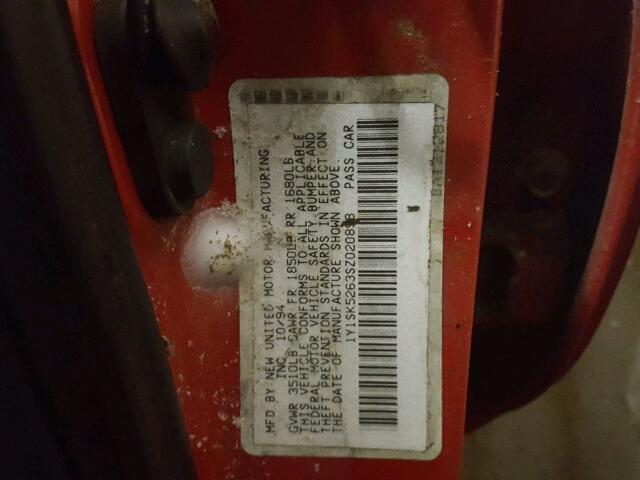 MFD BY NEW UNITED MOTOR MANUFACTURING
INC 10/94
GVWR 3510LB GAWR FR 1850LB RR 1680LB
THIS VEHICLE CONFORMS TO ALL APPLICABLE
FEDERAL MOTOR VEHICLE SAFETY, BUMPER AND
THEFT PREVENTION STANDARDS IN EFFECT ON
THE DATE OF MANUFACTURE SHOWN ABOVE.
1Y1SK5263SZ020898 PASS CAR